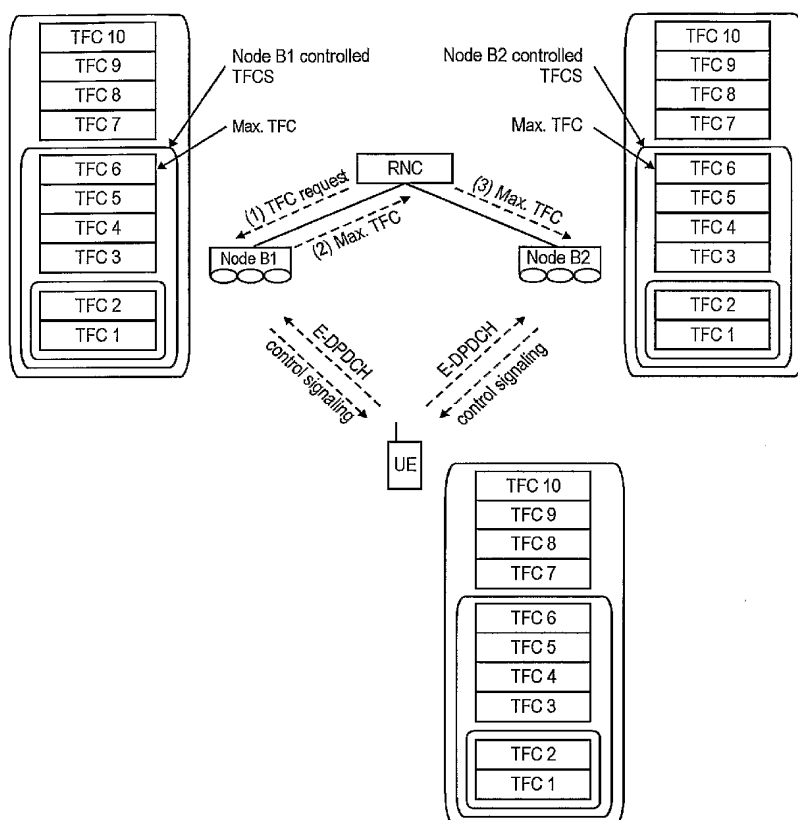 TFC 10
TFC 9
TFC 8
TFC 7
TFC 6
TFC 5
TFC 4
TFC 3
TFC 2
TFC 1
Node B1 controlled
TFCS
Max. TFC
Node B2 controlled
TFCS
Max. TFC
TFC 10
TFC 9
TFC 8
TFC 7
TFC 6
TFC 5
TFC 4
TFC 3
TFC 2
TFC 1
RNC
(1) TFC request
(2) Max. TFC
(3) Max. TFC
Node B1
Node B2
E-DPDCH
control signaling
E-DPDCH
control signaling
UE
TFC 10
TFC 9
TFC 8
TFC 7
TFC 6
TFC 5
TFC 4
TFC 3
TFC 2
TFC 1